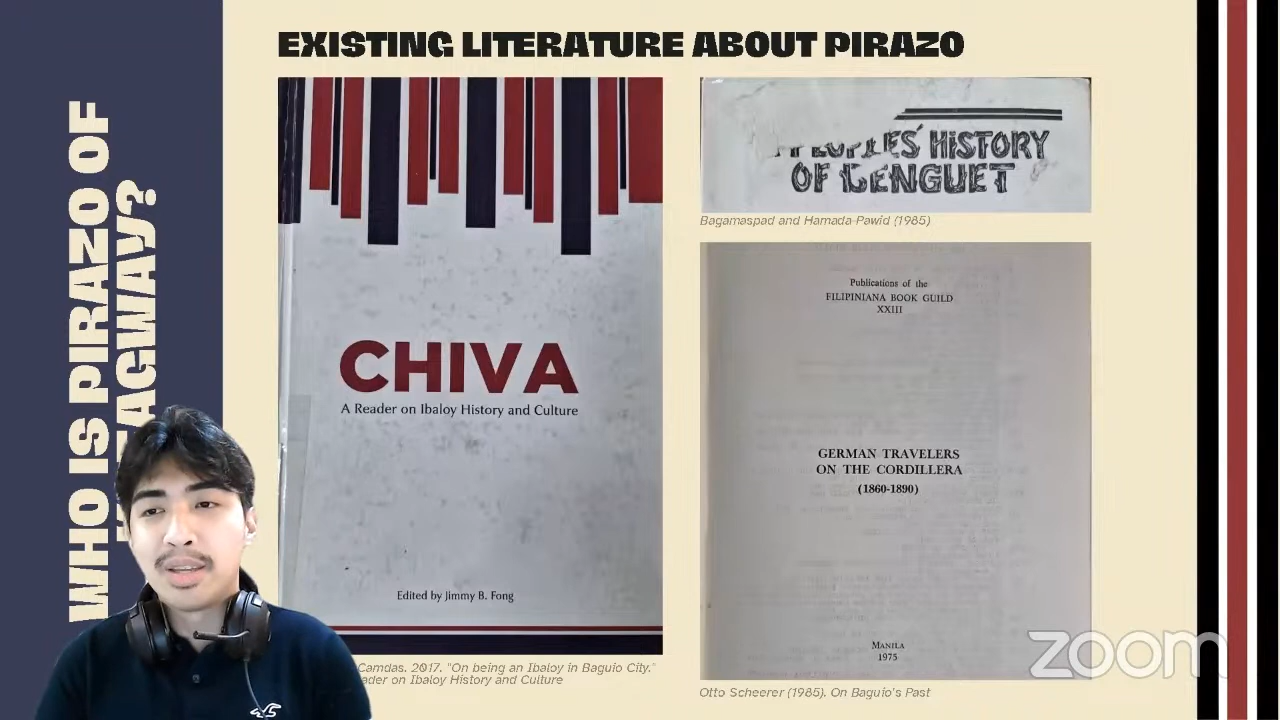 EXISTING LITERATURE ABOUT PIRAZO
WHO IS PIRAZO OF
AGWAY?
CHIVA
A Reader on Ibaloy History and Culture
Edited by Jimmy B. Fong
Camdas. 2017. "On being an Ibaloy in Baguio City."
ader on Ibaloy History and Culture
HISTORY
OF BENGUET
Bagamaspad and Hamada-Pawid (1985)
Publications of the
FILIPINIANA BOOK GUILD
XXIII
GERMAN TRAVELERS
ON THE CORDILLERA
(1860-1890)
MANILA
1975
Otto Scheerer (1985). On Baguio's Past
zoom